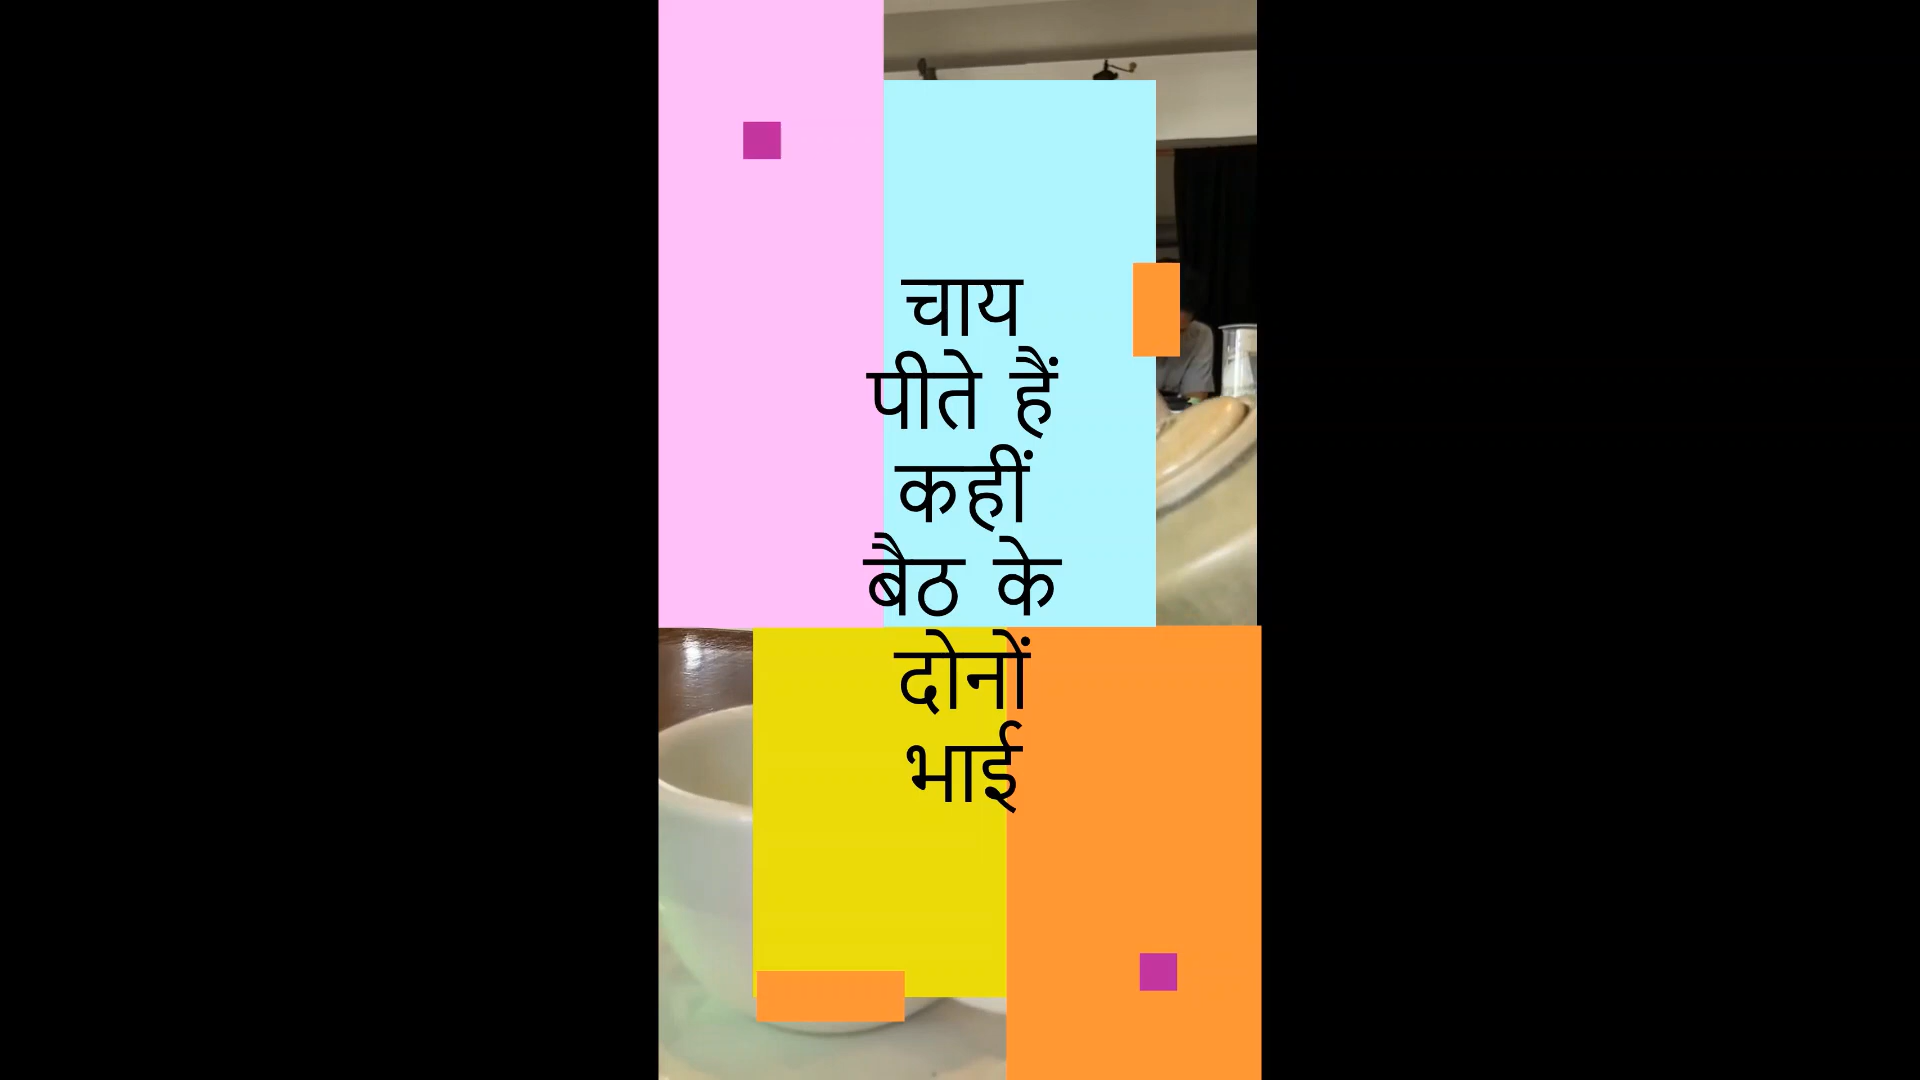 चाय
पीते हैं
कहीं
बैठ के
दोनों
भाई